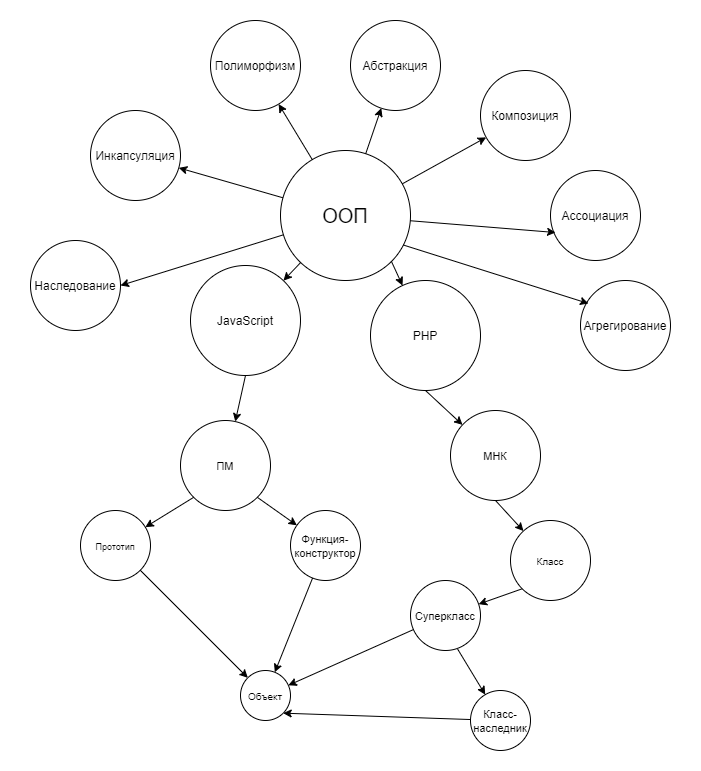 Полиморфизм
Абстракция
Композиция
Инкапсуляция
ООП
Ассоциация
Наследование
JavaScript
PHP
Агрегирование
ПМ
МНК
Прототип
Функция-
конструктор
Класс
Суперкласс
Объект
Класс-
наследник